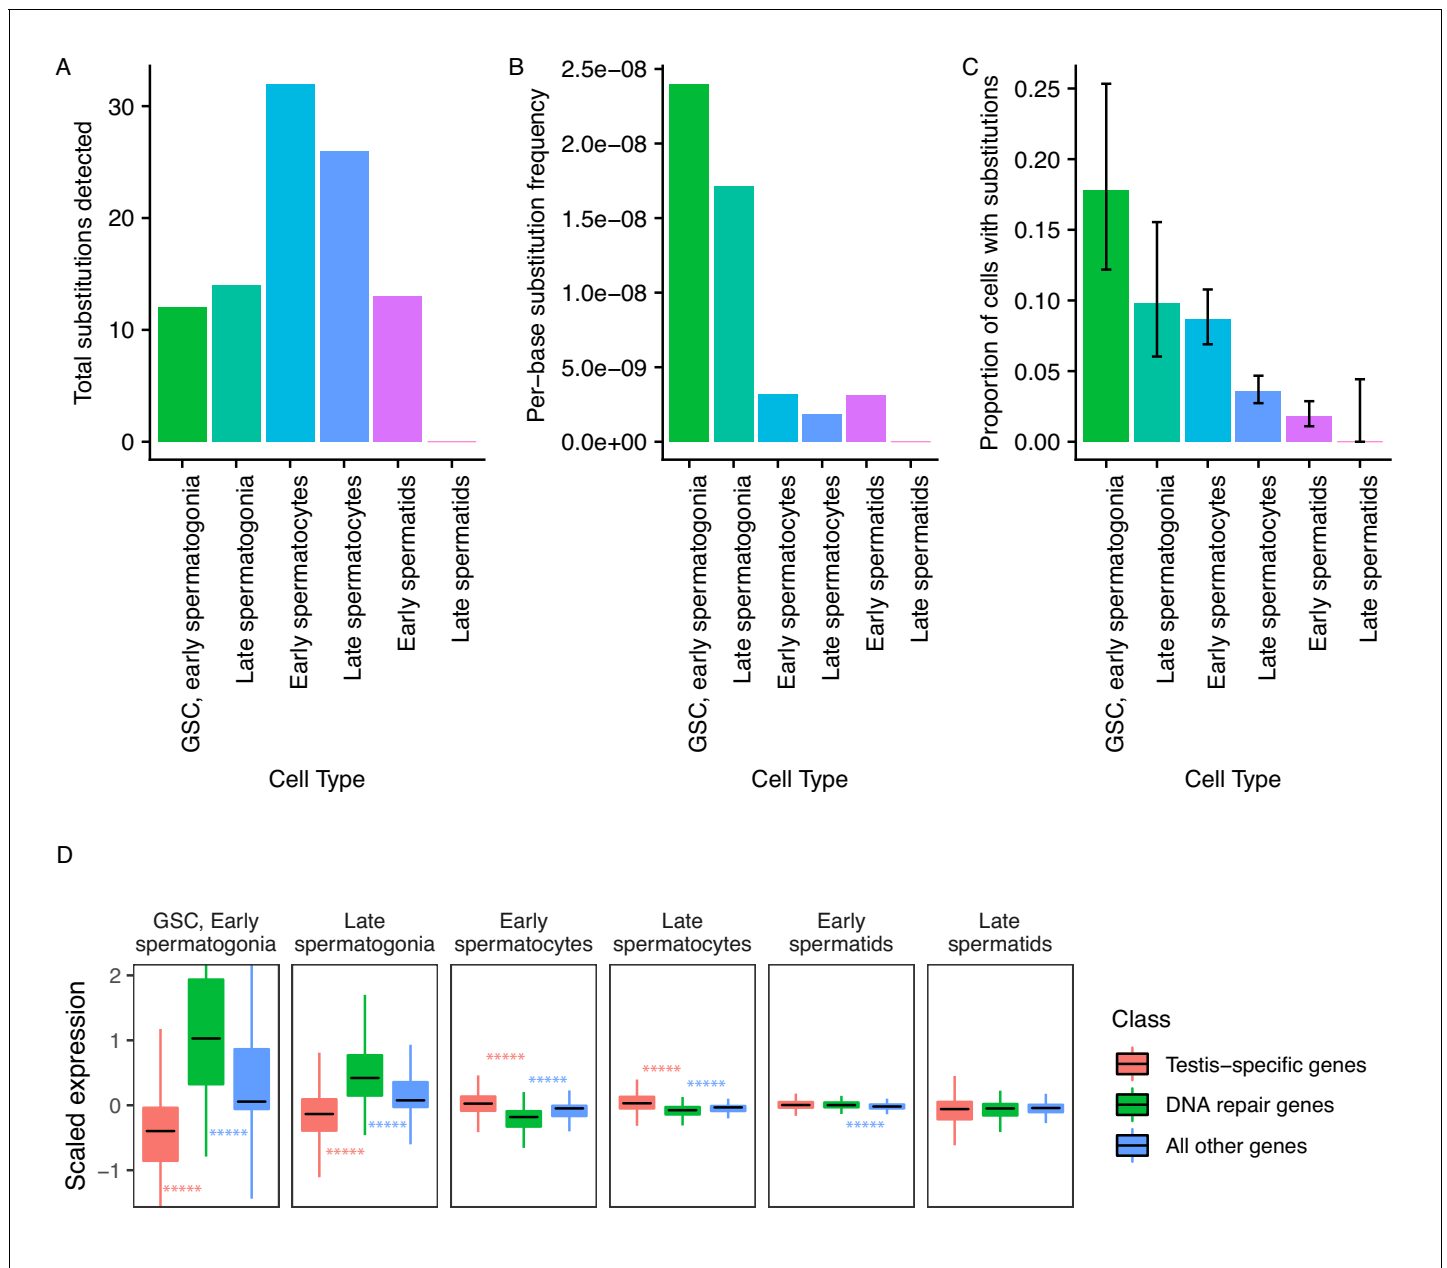 A
Total substitutions detected
30
20
10
0
GSC, early spermatogonia
Late spermatogonia
Early spermatocytes
Late spermatocytes
Early spermatids
Late spermatids
Cell Type
B
Per−base substitution frequency
2.5e−08
2.0e−08
1.5e−08
1.0e−08
5.0e−09
0.0e+00
GSC, early spermatogonia
Late spermatogonia
Early spermatocytes
Late spermatocytes
Early spermatids
Late spermatids
Cell Type
C
Proportion of cells with substitutions
0.25
0.20
0.15
0.10
0.05
0.00
GSC, early spermatogonia
Late spermatogonia
Early spermatocytes
Late spermatocytes
Early spermatids
Late spermatids
Cell Type
D
Scaled expression
2
1
0
−1
GSC, Early
spermatogonia
*****
*****
Late
spermatogonia
*****
*****
Early
spermatocytes
*****
*****
Late
spermatocytes
*****
*****
Early
spermatids
*****
Late
spermatids
Class
Testis−specific genes
DNA repair genes
All other genes